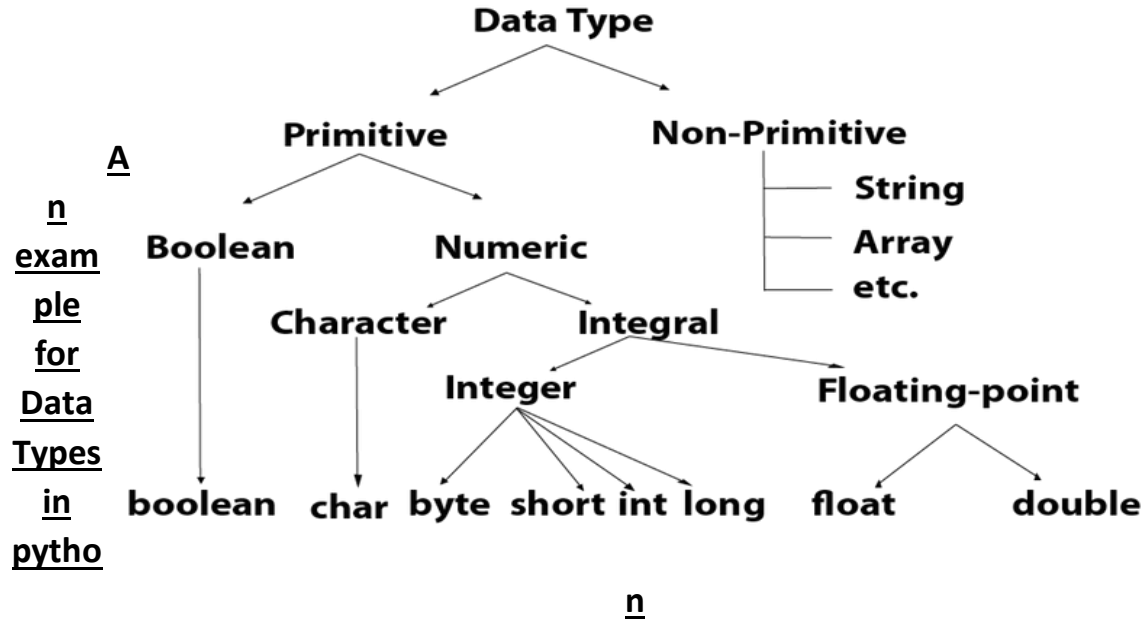 Data Type
Primitive Non-Primitive
A
String
n
exam
Boolean Numeric
Array
etc.
ple
Character Integral
for
Integer Floating-point
Data
Types
in
boolean char byte short int long float double
pytho
n